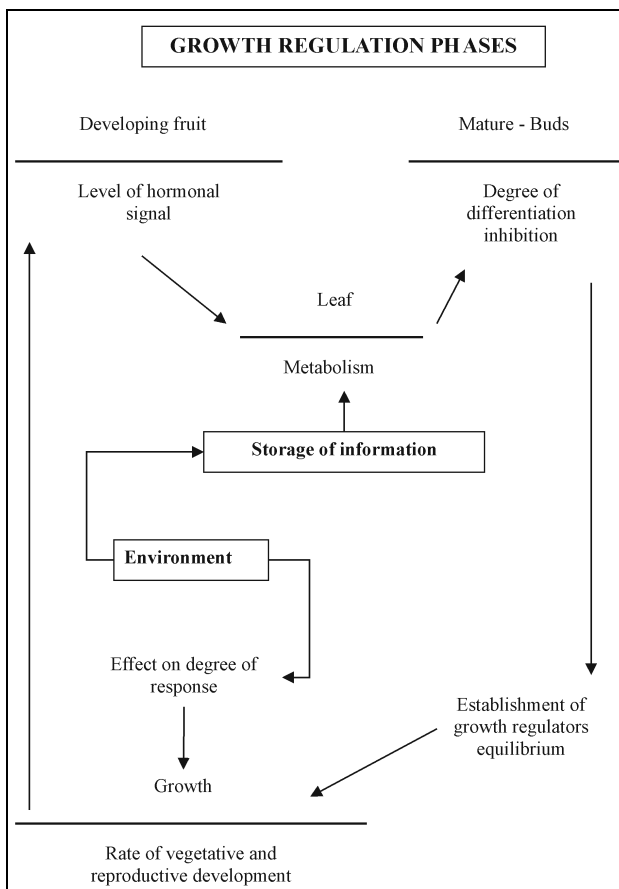 GROWTH REGULATION PHASES
Developing fruit
Mature - Buds
Level of hormonal
signal
Degree of
differentiation
inhibition
Leaf
Metabolism
Storage of information
Environment
Effect on degree of
response
Establishment of
growth regulators
equilibrium
Growth
Rate of vegetative and
reproductive development